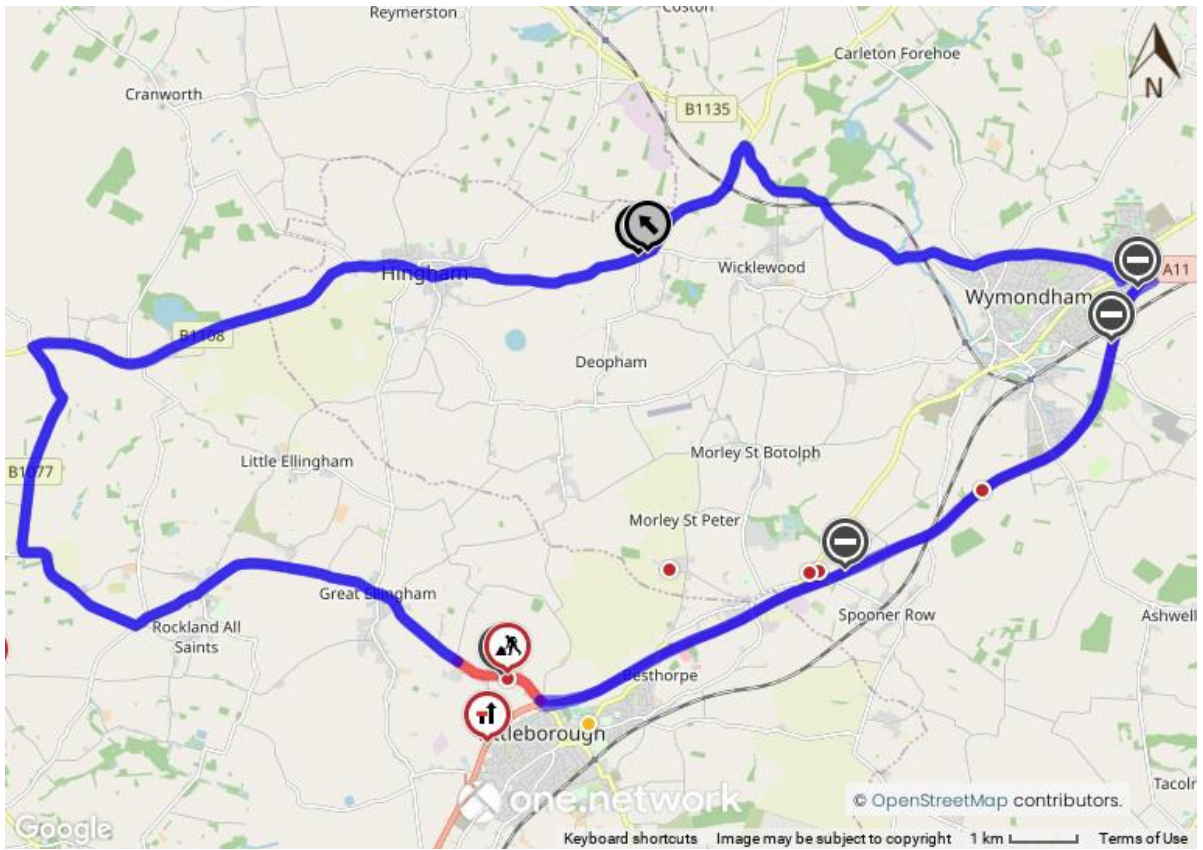 Reymerston
Coston
Carleton Forehoe
N
Cranworth
B1135
Hingham
Wicklewood
A11
Wymondham
B1108
Deopham
Little Ellingham
Morley St Botolph
B1077
Morley St Peter
Great Ellingham
Spooner Row
Ashwell
Rockland All
Saints
Besthorpe
ttleborough
Tacoln
one.network
© OpenStreetMap contributors.
Google
Keyboard shortcuts Image may be subject to copyright 1 km Terms of Use